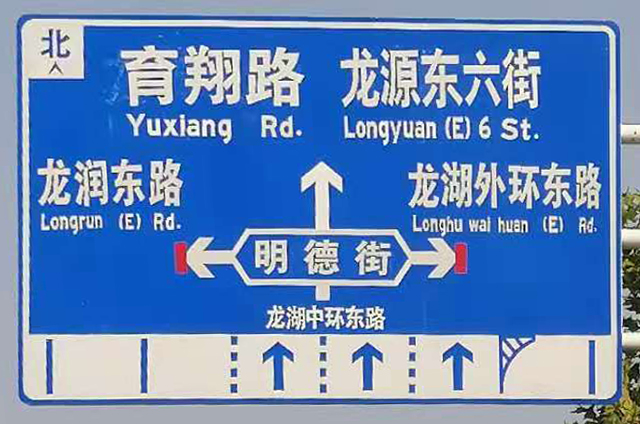 北
育翔路 龙源东六街
Yuxiang Rd. Longyuan (E) 6 St.
龙润东路 龙湖外环东路
Longrun (E) Rd. Longhu wai huan (E) Rd.
明德街
龙湖中环东路